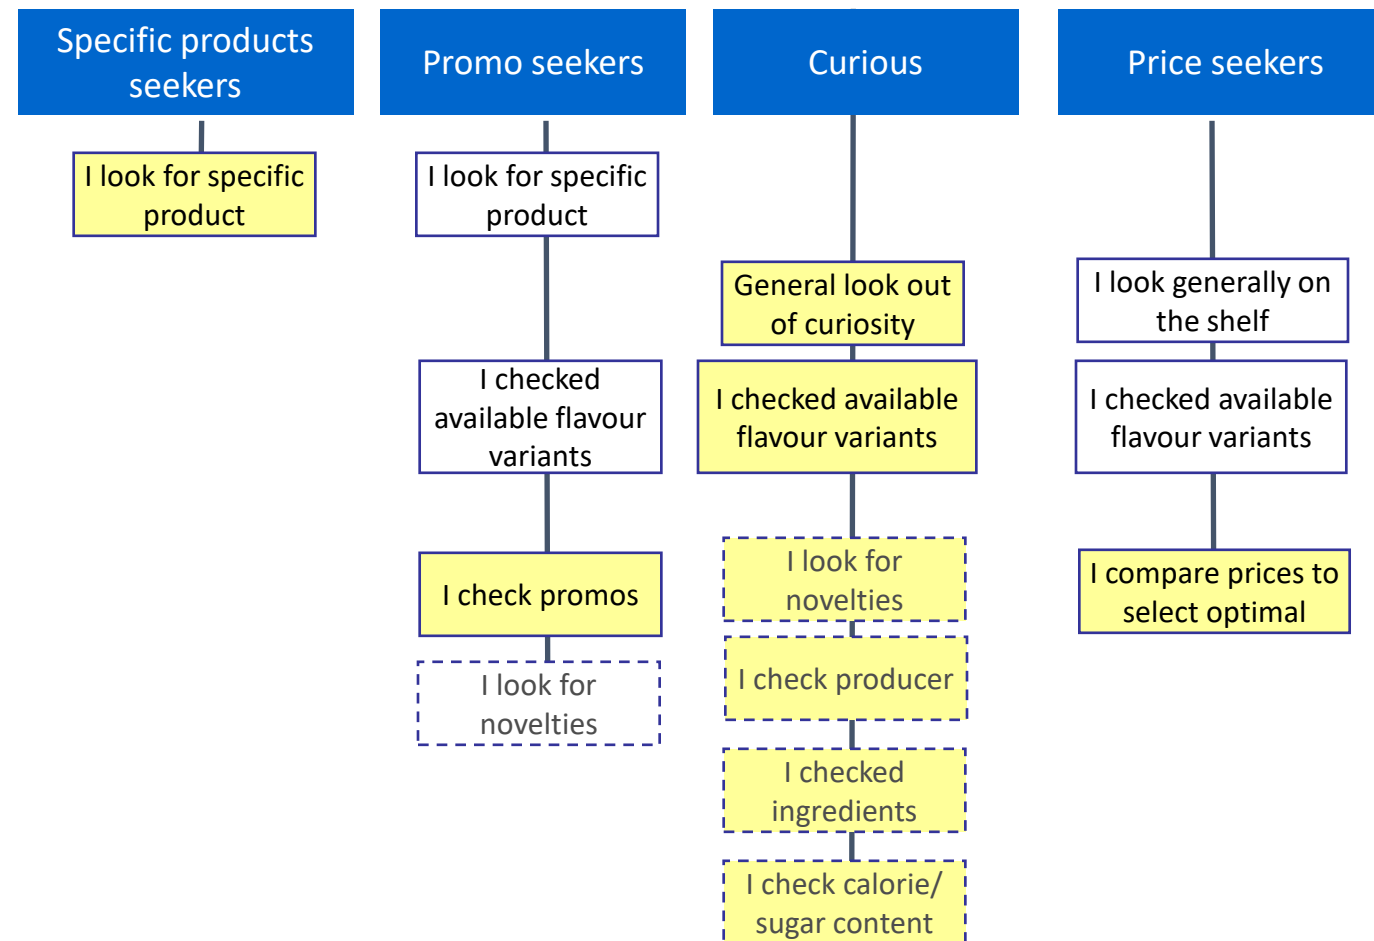 Specific products
seekers
I look for specific
product
Promo seekers
I look for specific
product
I checked
available flavour
variants
I check promos
I look for
novelties
Curious
General look out
of curiosity
I checked available
flavour variants
I look for
novelties
I check producer
I checked
ingredients
I check calorie/
sugar content
Price seekers
I look generally on
the shelf
I checked available
flavour variants
I compare prices to
select optimal